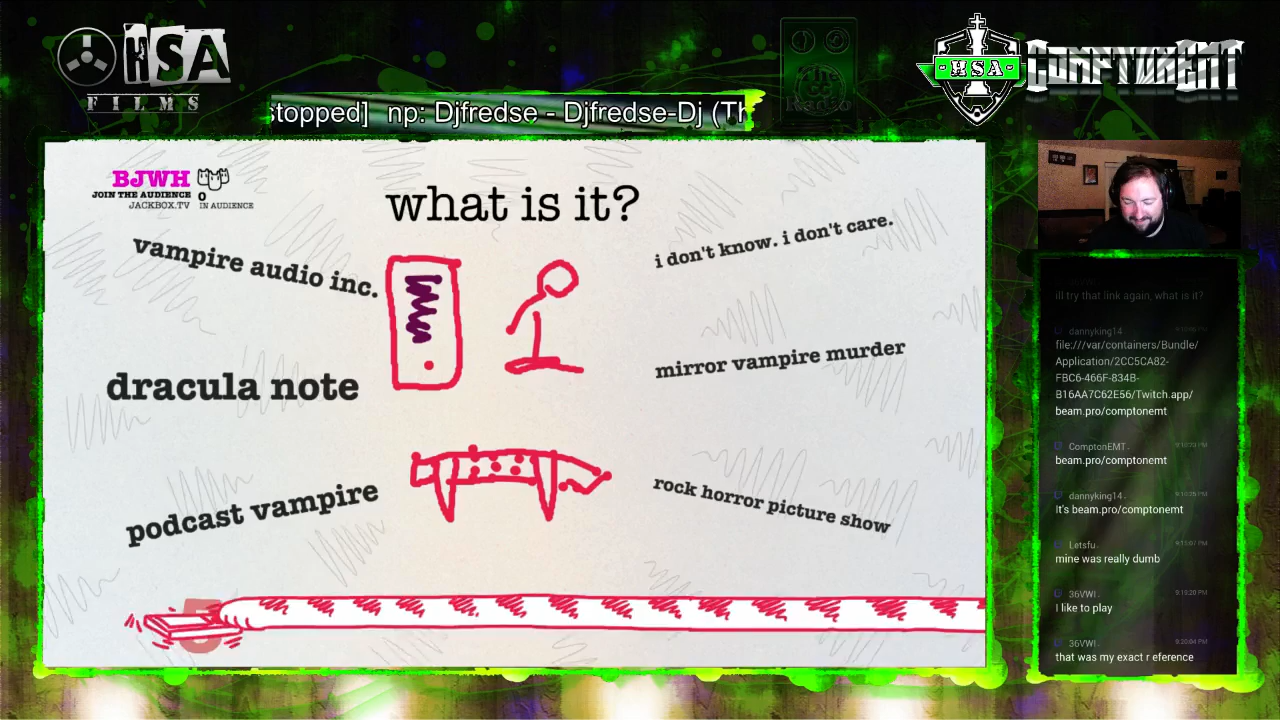 HSA
FILMS
stopped] np: Djfredse - Djfredse-Dj (Th
The
Radio
HSA
COMPTONEMT
BJWH
JOIN THE AUDIENCE
JACKBOX.TV
0
IN AUDIENCE
what is it?
vampire audio inc.
i don't know. i don't care.
dracula note
mirror vampire murder
podcast vampire
rock horror picture show
5
ill try that link again, what is it?
dannyking14
file:///var/containers/Bundle/
Application/2CC5CA82-
FBC6-466F-834B-
B16AA7C62E56/Twitch.app/
beam.pro/comptonemt
ComptonEMT
beam.pro/comptonemt
dannyking14
It's beam.pro/comptonemt
Letsfu
mine was really dumb
36VWI
I like to play
36VWI
that was my exact r eference